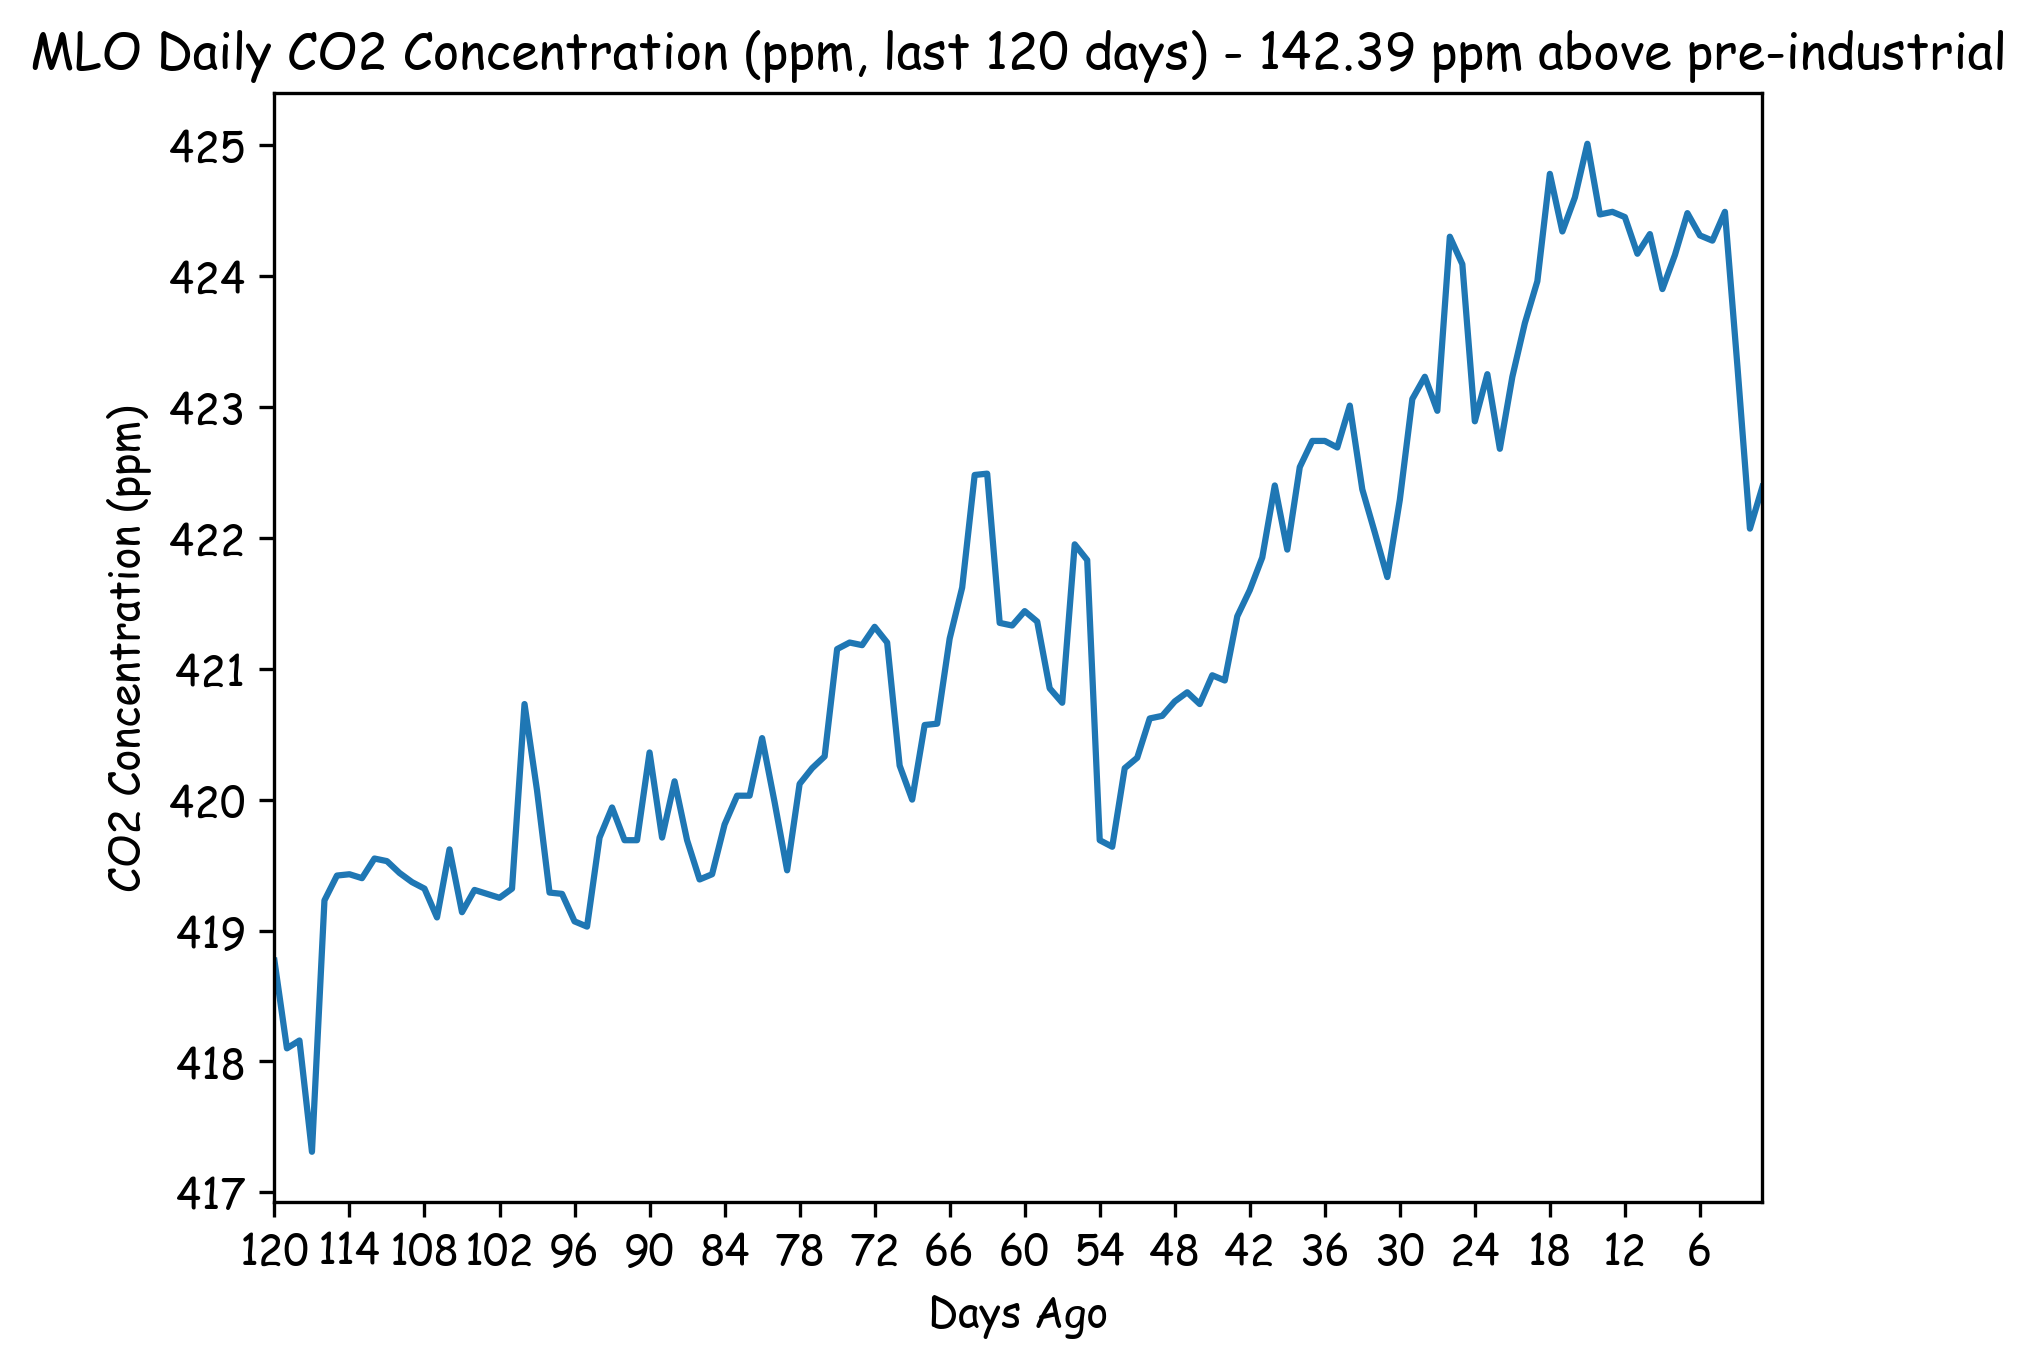 MLO Daily CO2 Concentration (ppm, last 120 days) - 142.39 ppm above pre-industrial
425
424
423
422
421
420
419
418
417
CO2 Concentration (ppm)
120 114 108 102 96 90 84 78 72 66 60 54 48 42 36 30 24 18 12 6
Days Ago